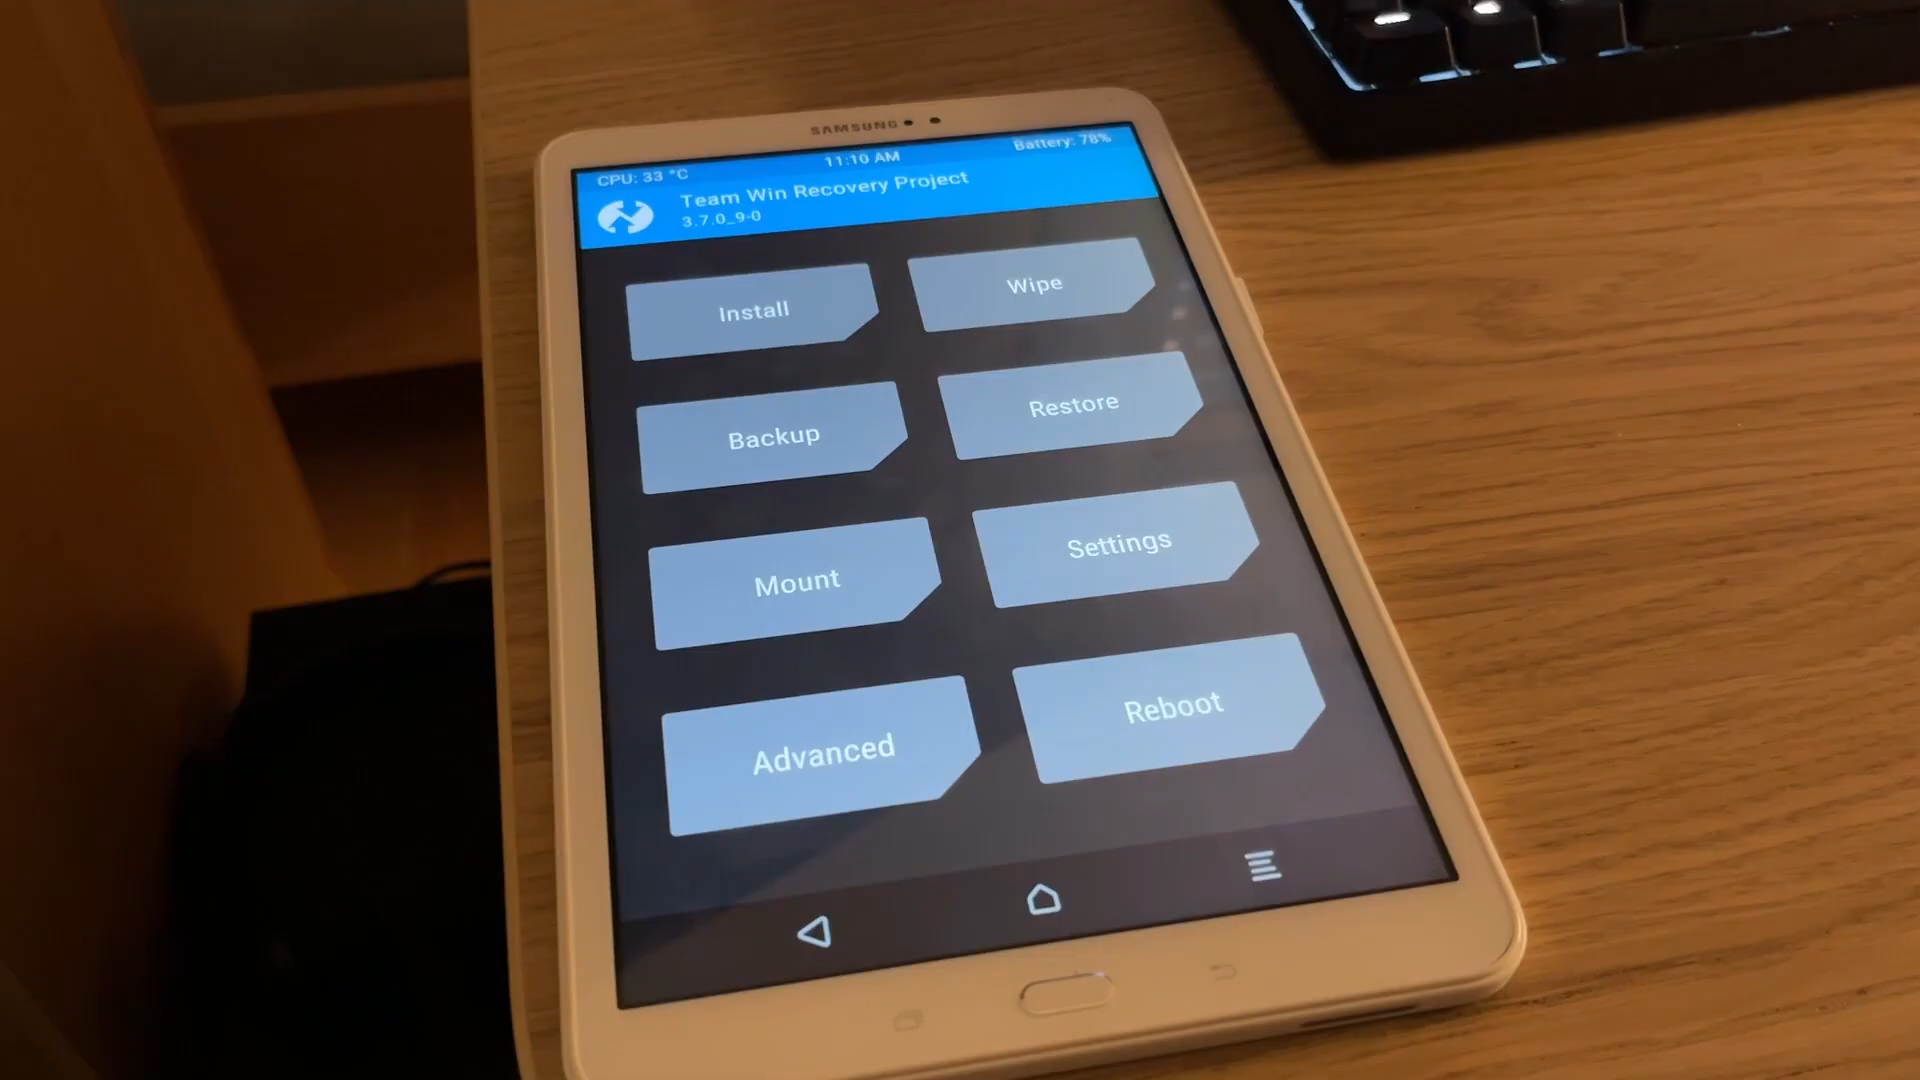 SAMSUNG
CPU: 33 °C
11:10 AM
Battery: 78%
Team Win Recovery Project
3.7.0_9-0
Install
Wipe
Backup
Restore
Mount
Settings
Advanced
Reboot